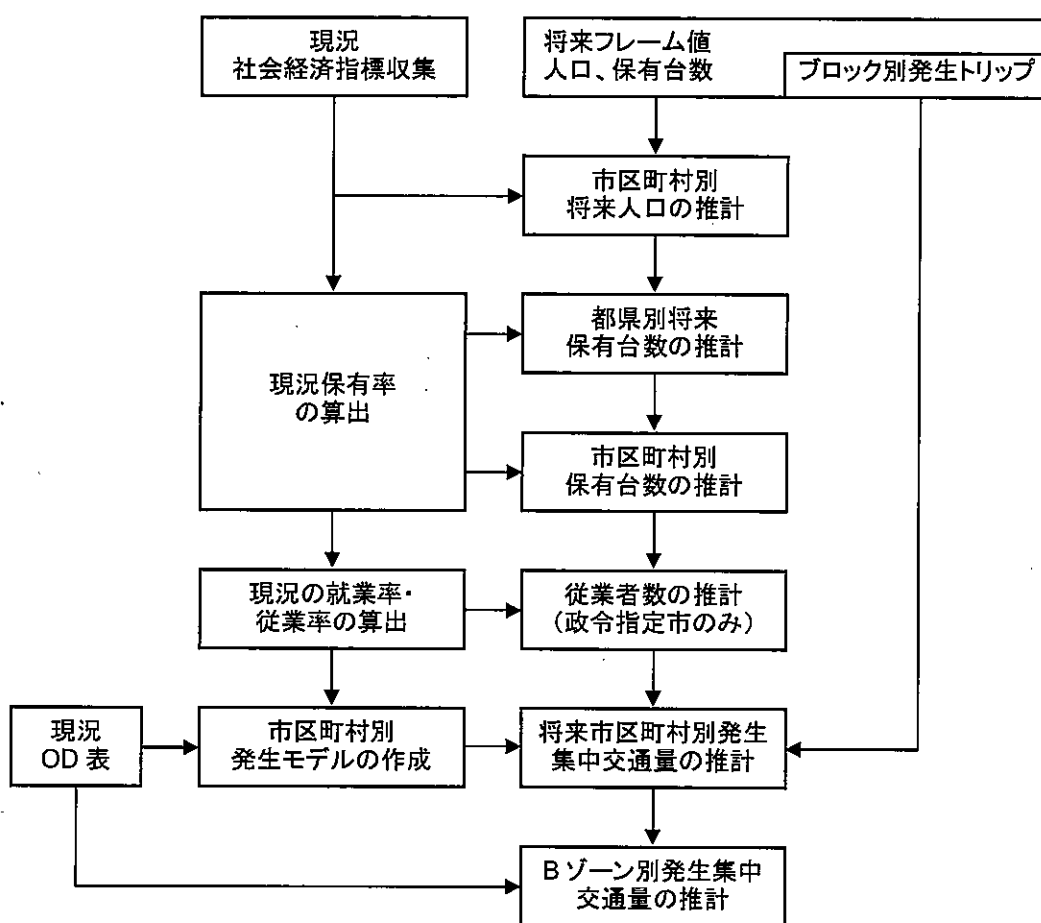 現況
社会経済指標収集
将来フレーム値
人口、保有台数
ブロック別発生トリップ
市区町村別
将来人口の推計
現況保有率
の算出
都県別将来
保有台数の推計
市区町村別
保有台数の推計
現況の就業率・
従業率の算出
従業者数の推計
(政令指定市のみ)
現況
OD 表
市区町村別
発生モデルの作成
将来市区町村別発生
集中交通量の推計
Bゾーン別発生集中
交通量の推計